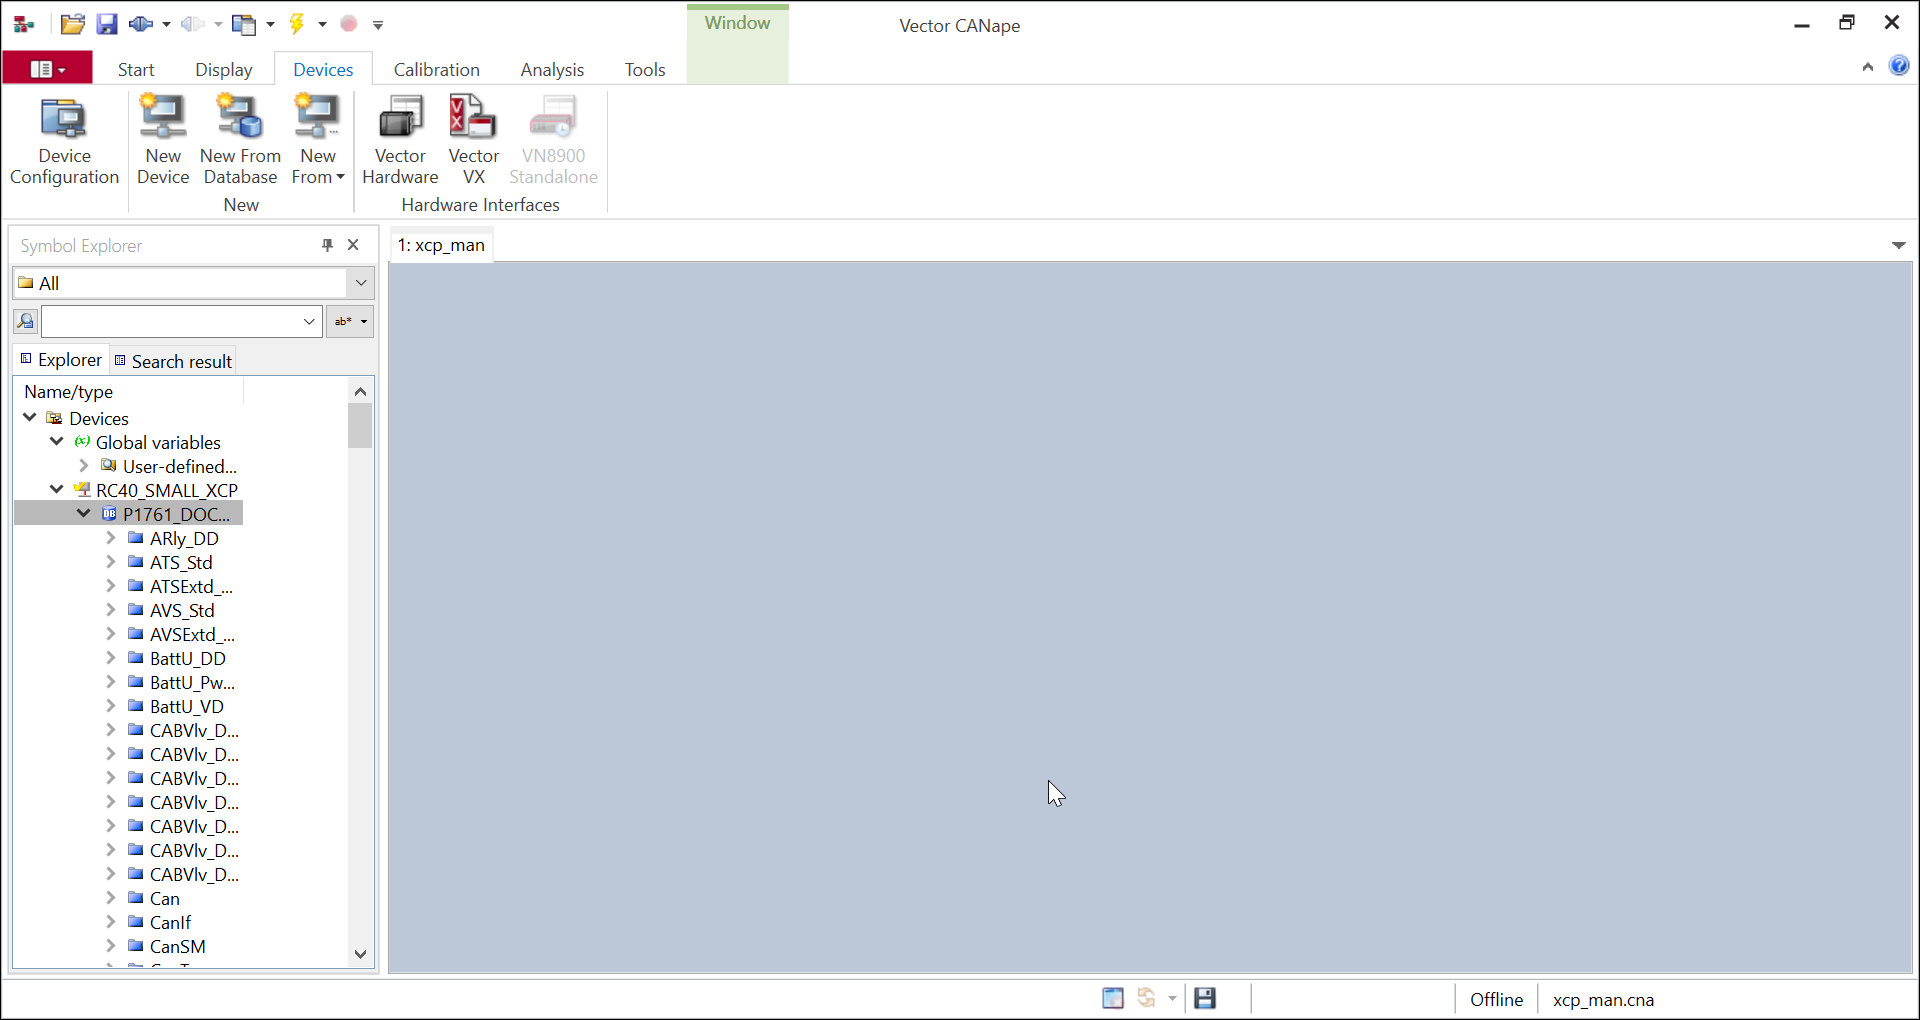 Window
Vector CANape
Start
Display
Devices
Calibration
Analysis
Tools
Device
Configuration
New
Device
New From
Database
New
From
New
Vector
Hardware
Vector
VX
VN8900
Standalone
Hardware Interfaces
Symbol Explorer
1: xcp_man
All
ab*
Explorer
Search result
Name/type
Devices
Global variables
User-defined...
RC40_SMALL_XCP
P1761_DOC...
ARly_DD
ATS_Std
ATSExtd_...
AVS_Std
AVSExtd_...
BattU_DD
BattU_Pw...
BattU_VD
CABVlv_D...
CABVlv_D...
CABVlv_D...
CABVlv_D...
CABVlv_D...
CABVlv_D...
CABVlv_D...
Can
CanIf
CanSM
Offline
xcp_man.cna